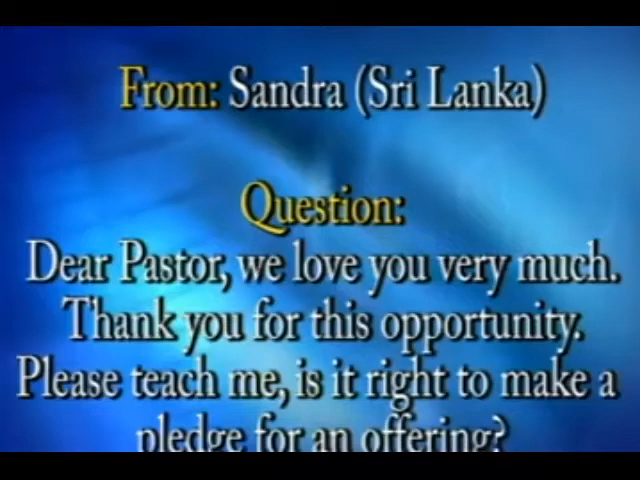 From: Sandra (Sri Lanka)
Question:
Dear Pastor, we love you very much.
Thank you for this opportunity.
Please teach me, is it right to make a
pledge for an offering?